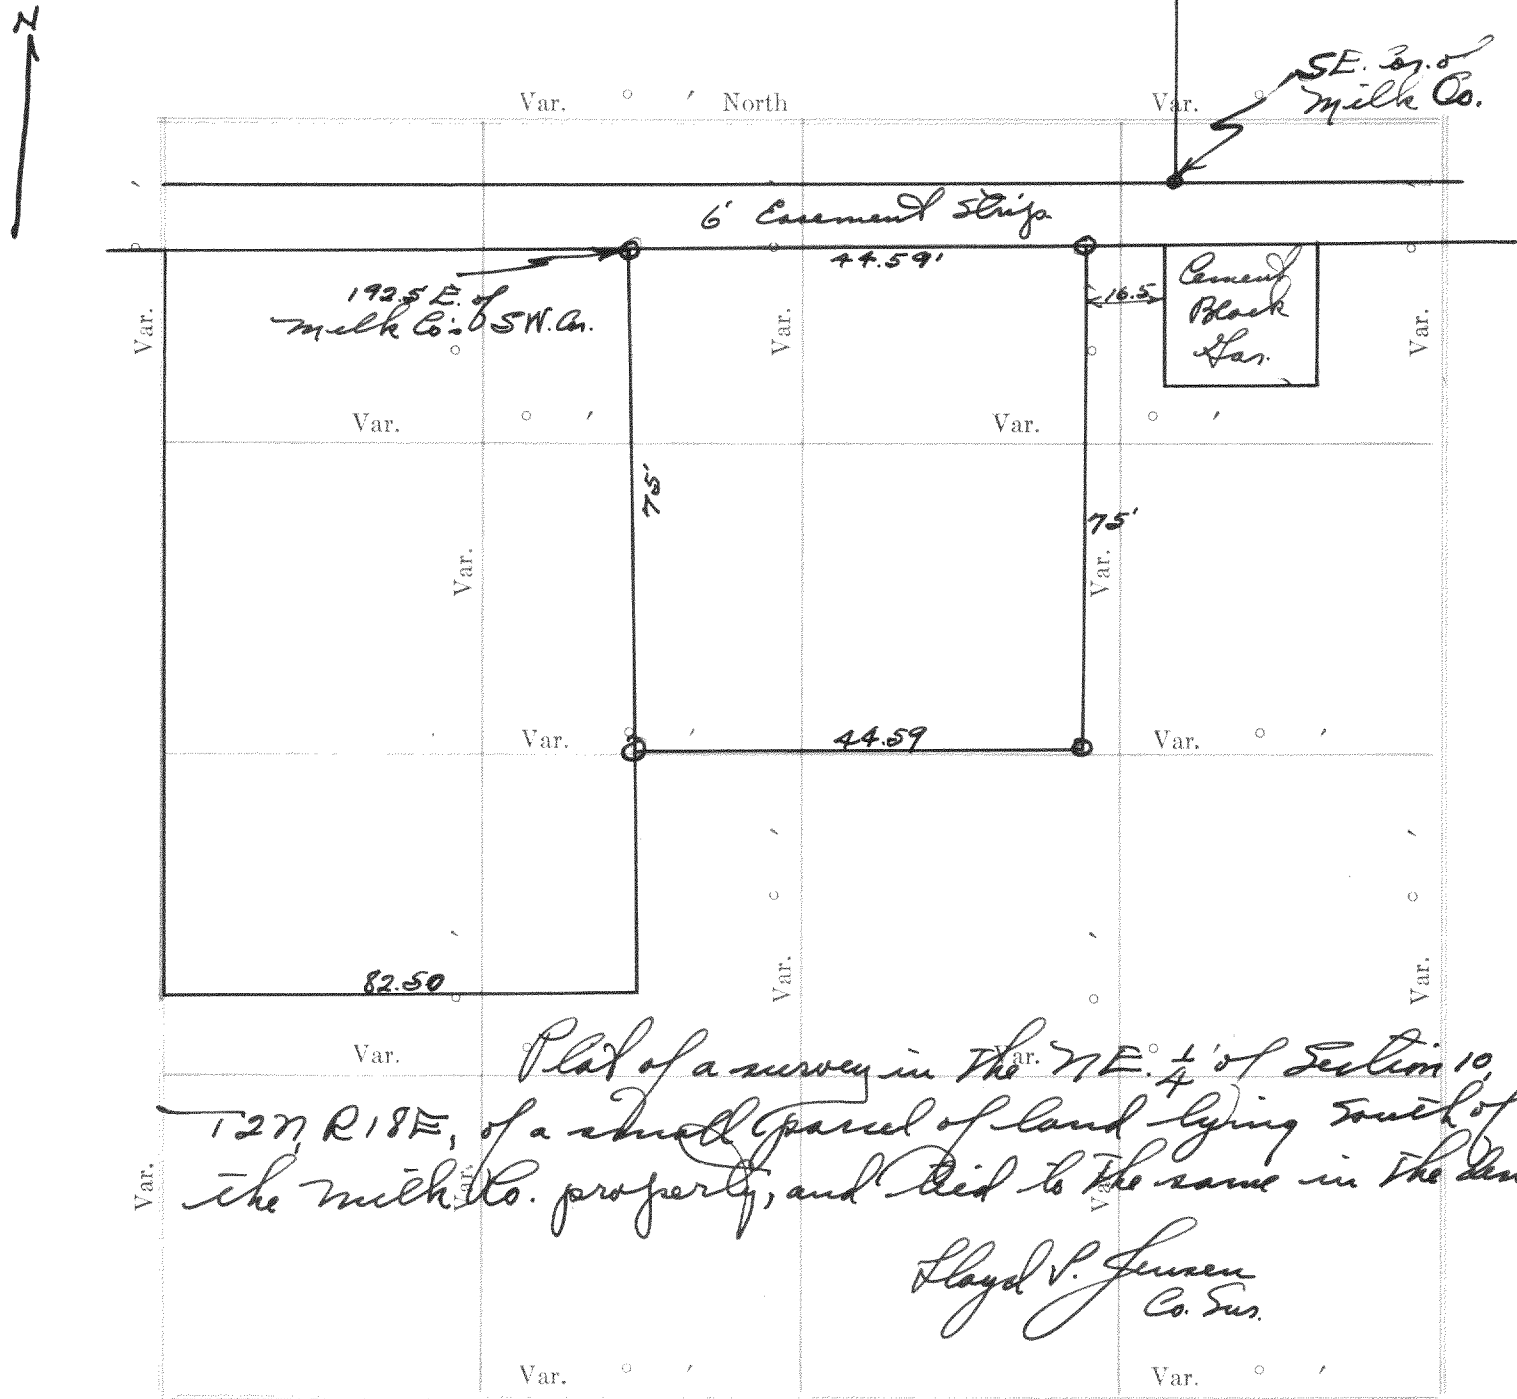 N
SE. Cor. of
Milk Co.
Var. ° ′ North
Var. °
6' Easement Strip
44.59'
192.5 E. of
Milk Co's SW. Cor.
16.5
Cement
Block
Gar.
Var.
Var.
Var.
Var. ° ′
Var. ° ′
75'
75'
Var.
Var.
Var. ° ′
44.59
Var. ° ′
82.50
Var.
Var.
Var.
Var.
Plat of a survey in the NE. 1/4 of Section 10,
T2N, R18E, of a small parcel of land lying South of
the Milk Co. property, and tied to the same in the
Var.
Var.
Var.
Lloyd P. Jensen
Co. Sur.
Var. ° ′
Var. ° ′